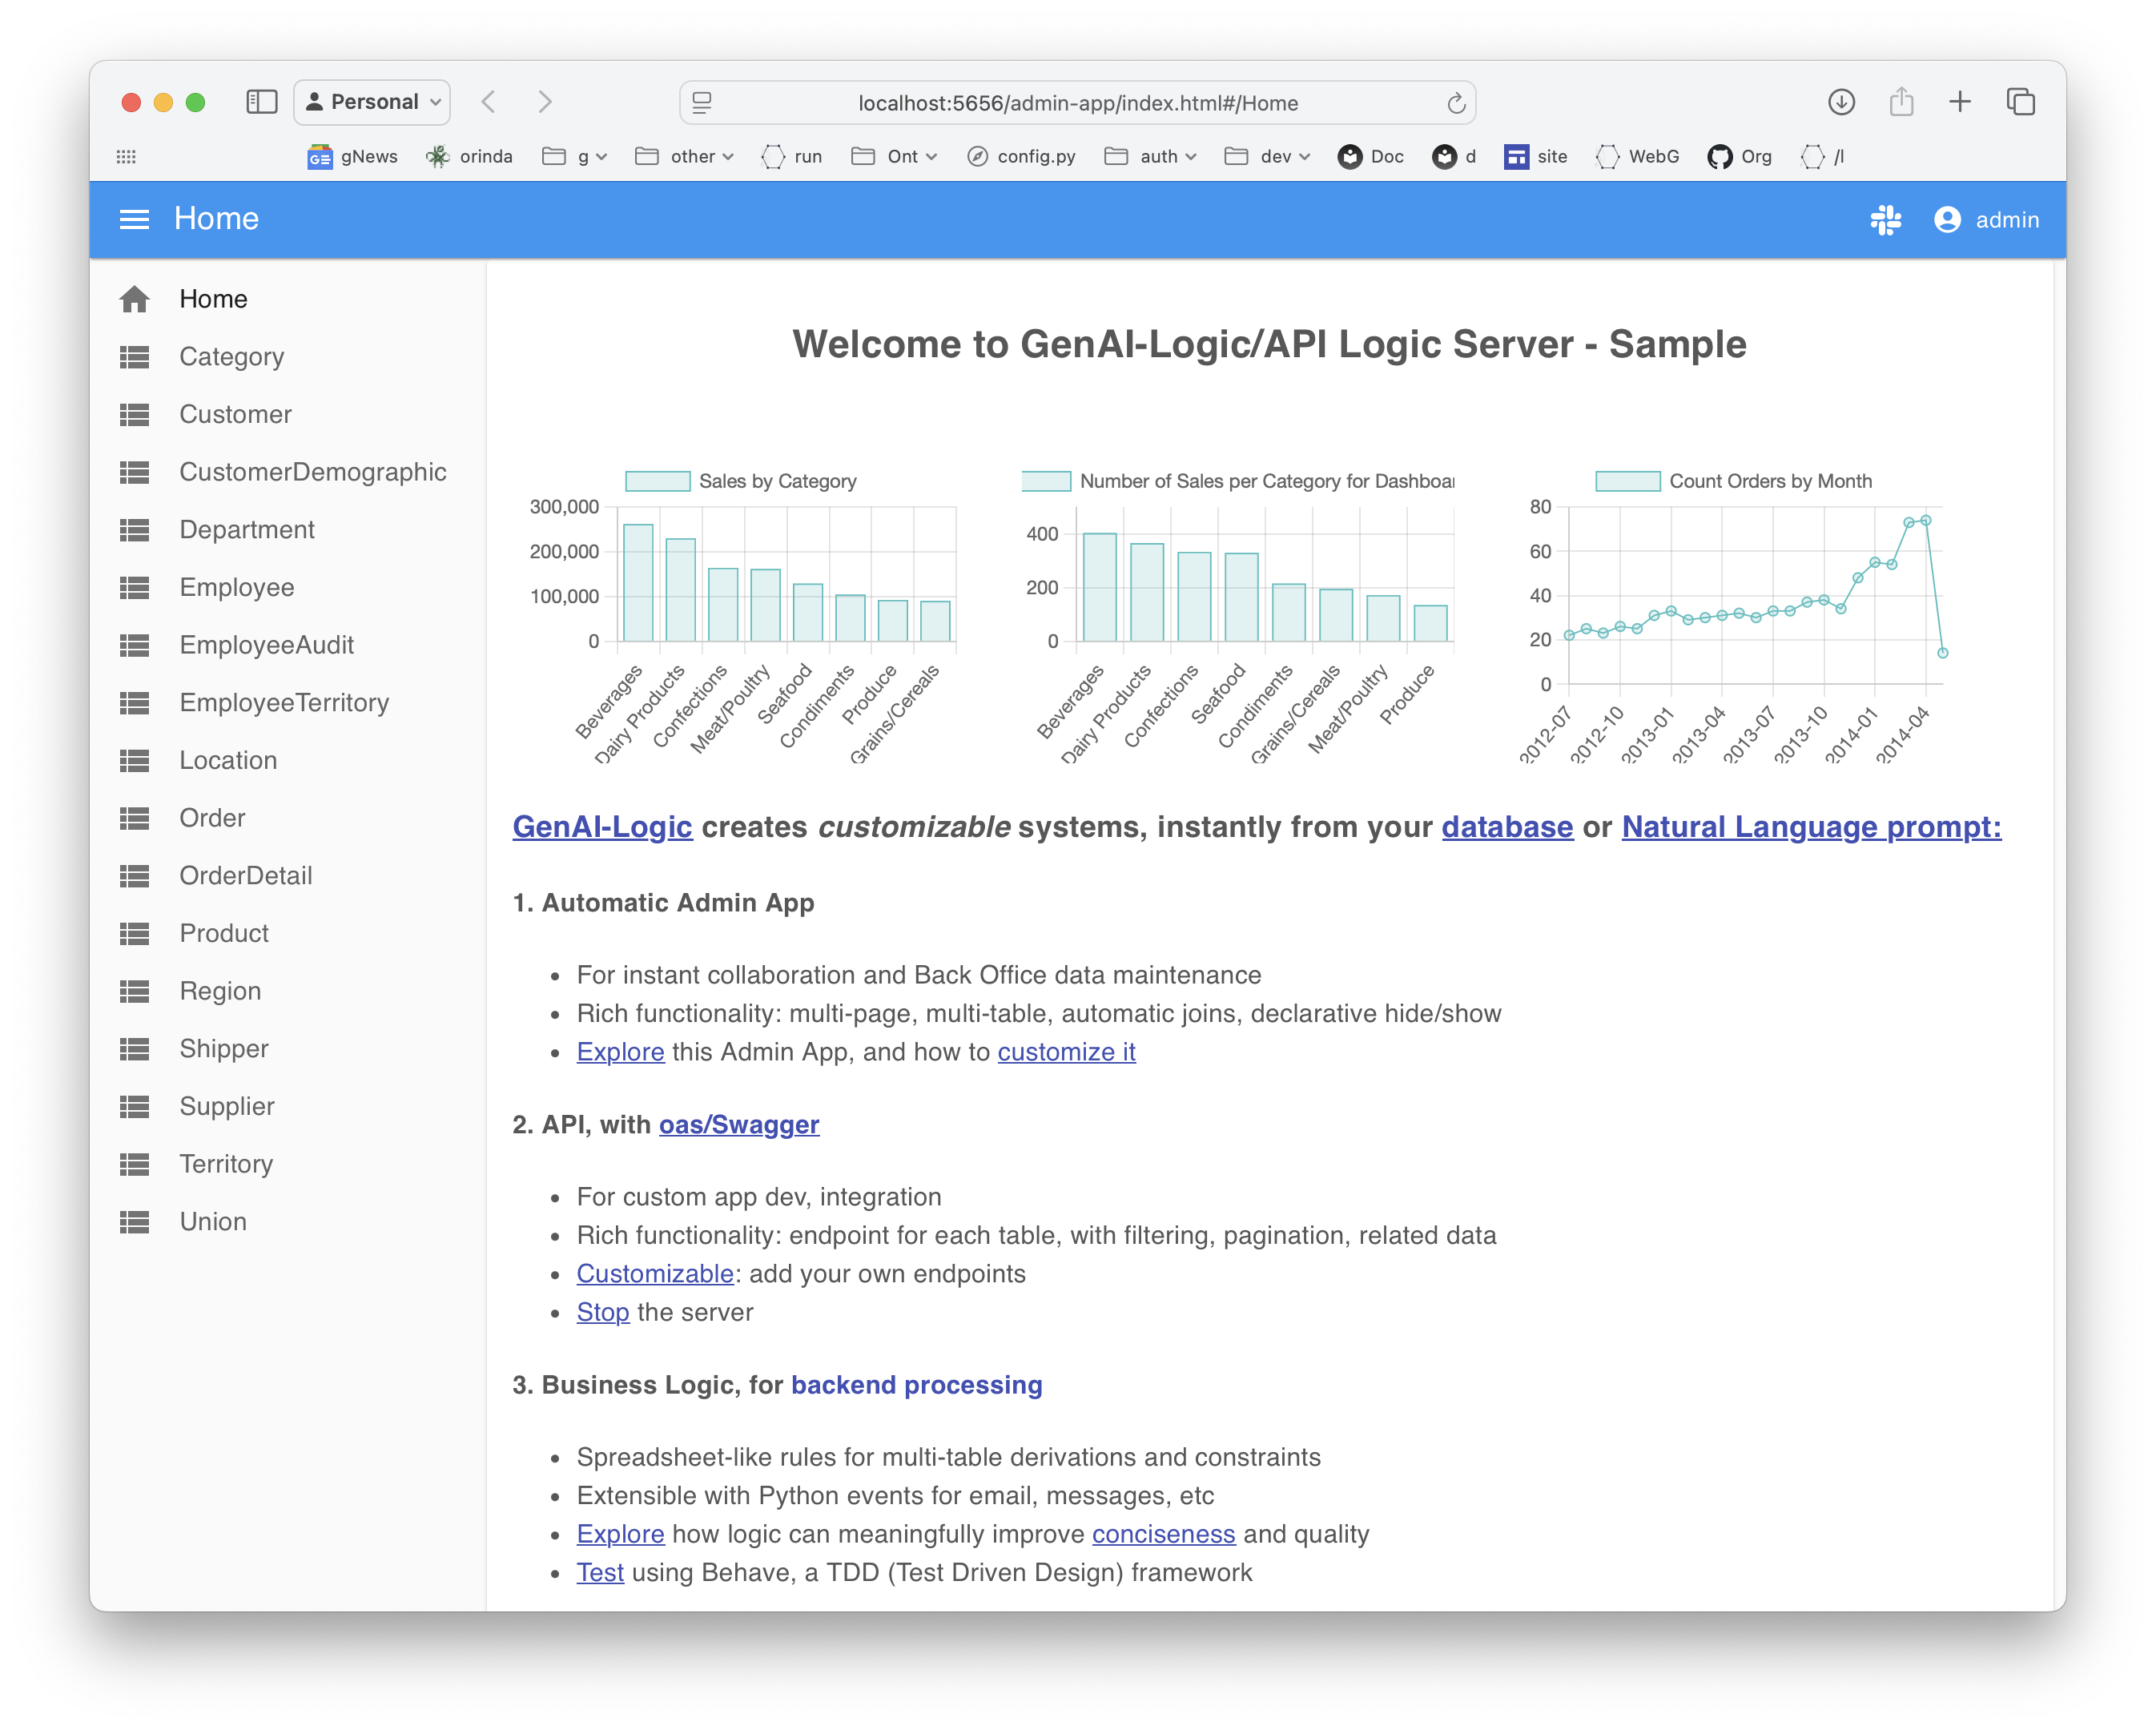 Personal
localhost:5656/admin-app/index.html#/Home
gNews orinda g other run Ont config.py auth dev Doc d site WebG Org /l
Home
admin
Home
Category
Customer
CustomerDemographic
Department
Employee
EmployeeAudit
EmployeeTerritory
Location
Order
OrderDetail
Product
Region
Shipper
Supplier
Territory
Union
Welcome to GenAI-Logic/API Logic Server - Sample
Sales by Category
300,000
200,000
100,000
0
Beverages
Dairy Products
Confections
Meat/Poultry
Seafood
Condiments
Produce
Grains/Cereals
Number of Sales per Category for Dashboar
400
200
0
Beverages
Dairy Products
Confections
Seafood
Condiments
Grains/Cereals
Meat/Poultry
Produce
Count Orders by Month
80
60
40
20
0
2012-07
2012-10
2013-01
2013-04
2013-07
2013-10
2014-01
2014-04
GenAI-Logic creates customizable systems, instantly from your database or Natural Language prompt:
1. Automatic Admin App
• For instant collaboration and Back Office data maintenance
• Rich functionality: multi-page, multi-table, automatic joins, declarative hide/show
• Explore this Admin App, and how to customize it
2. API, with oas/Swagger
• For custom app dev, integration
• Rich functionality: endpoint for each table, with filtering, pagination, related data
• Customizable: add your own endpoints
• Stop the server
3. Business Logic, for backend processing
• Spreadsheet-like rules for multi-table derivations and constraints
• Extensible with Python events for email, messages, etc
• Explore how logic can meaningfully improve conciseness and quality
• Test using Behave, a TDD (Test Driven Design) framework